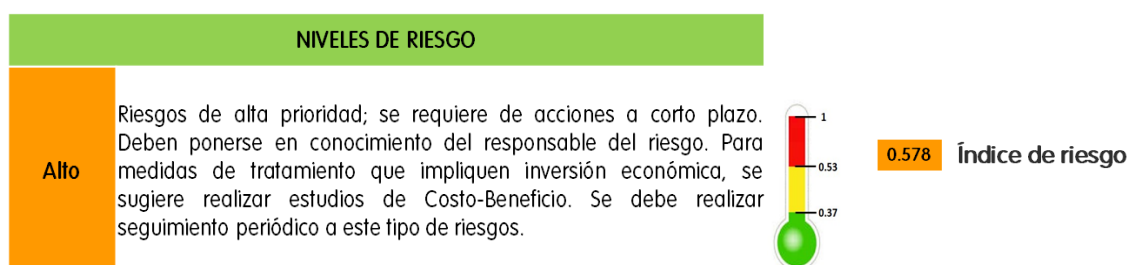 NIVELES DE RIESGO
Alto
Riesgos de alta prioridad; se requiere de acciones a corto plazo.
Deben ponerse en conocimiento del responsable del riesgo. Para
medidas de tratamiento que impliquen inversión económica, se
sugiere realizar estudios de Costo-Beneficio. Se debe realizar
seguimiento periódico a este tipo de riesgos.
1
0.53
0.37
0.578 Índice de riesgo